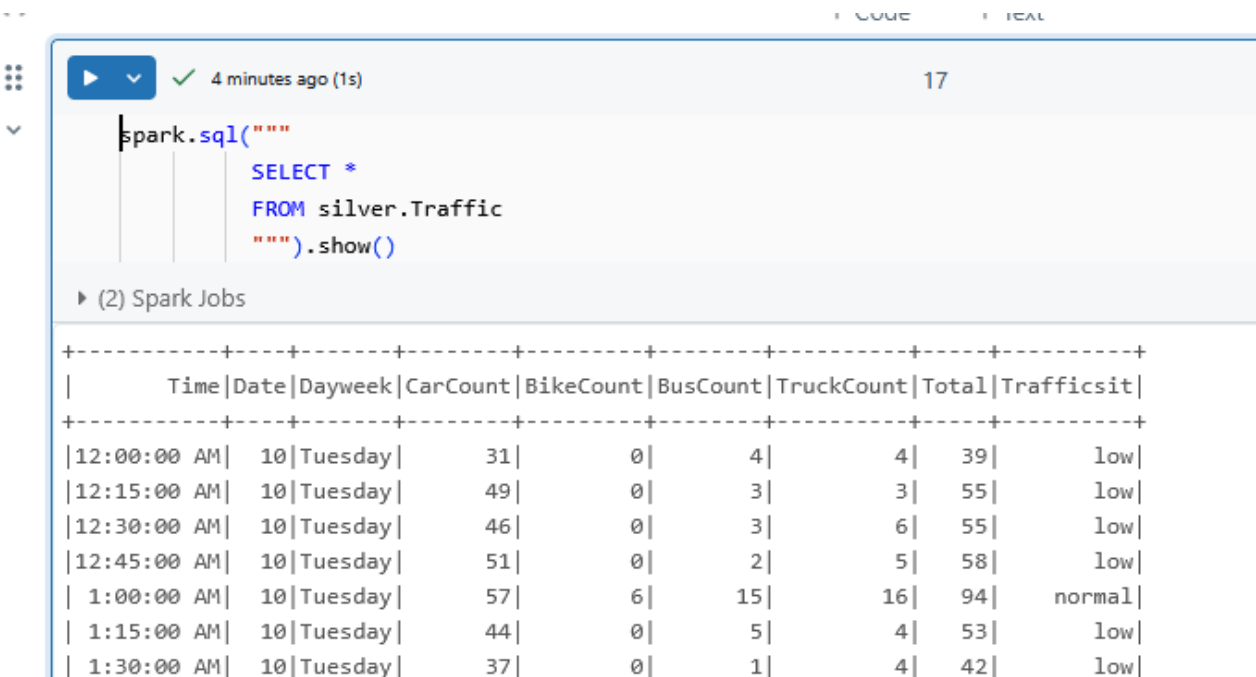 Code Text
4 minutes ago (1s) 17
spark.sql("""
SELECT *
FROM silver.Traffic
""").show()
(2) Spark Jobs
+-----------+----+-------+--------+---------+--------+----------+-----+----------+
|       Time|Date|Dayweek|CarCount|BikeCount|BusCount|TruckCount|Total|Trafficsit|
+-----------+----+-------+--------+---------+--------+----------+-----+----------+
|12:00:00 AM|  10|Tuesday|      31|        0|       4|         4|   39|       low|
|12:15:00 AM|  10|Tuesday|      49|        0|       3|         3|   55|       low|
|12:30:00 AM|  10|Tuesday|      46|        0|       3|         6|   55|       low|
|12:45:00 AM|  10|Tuesday|      51|        0|       2|         5|   58|       low|
| 1:00:00 AM|  10|Tuesday|      57|        6|      15|        16|   94|    normal|
| 1:15:00 AM|  10|Tuesday|      44|        0|       5|         4|   53|       low|
| 1:30:00 AM|  10|Tuesday|      37|        0|       1|         4|   42|       low|